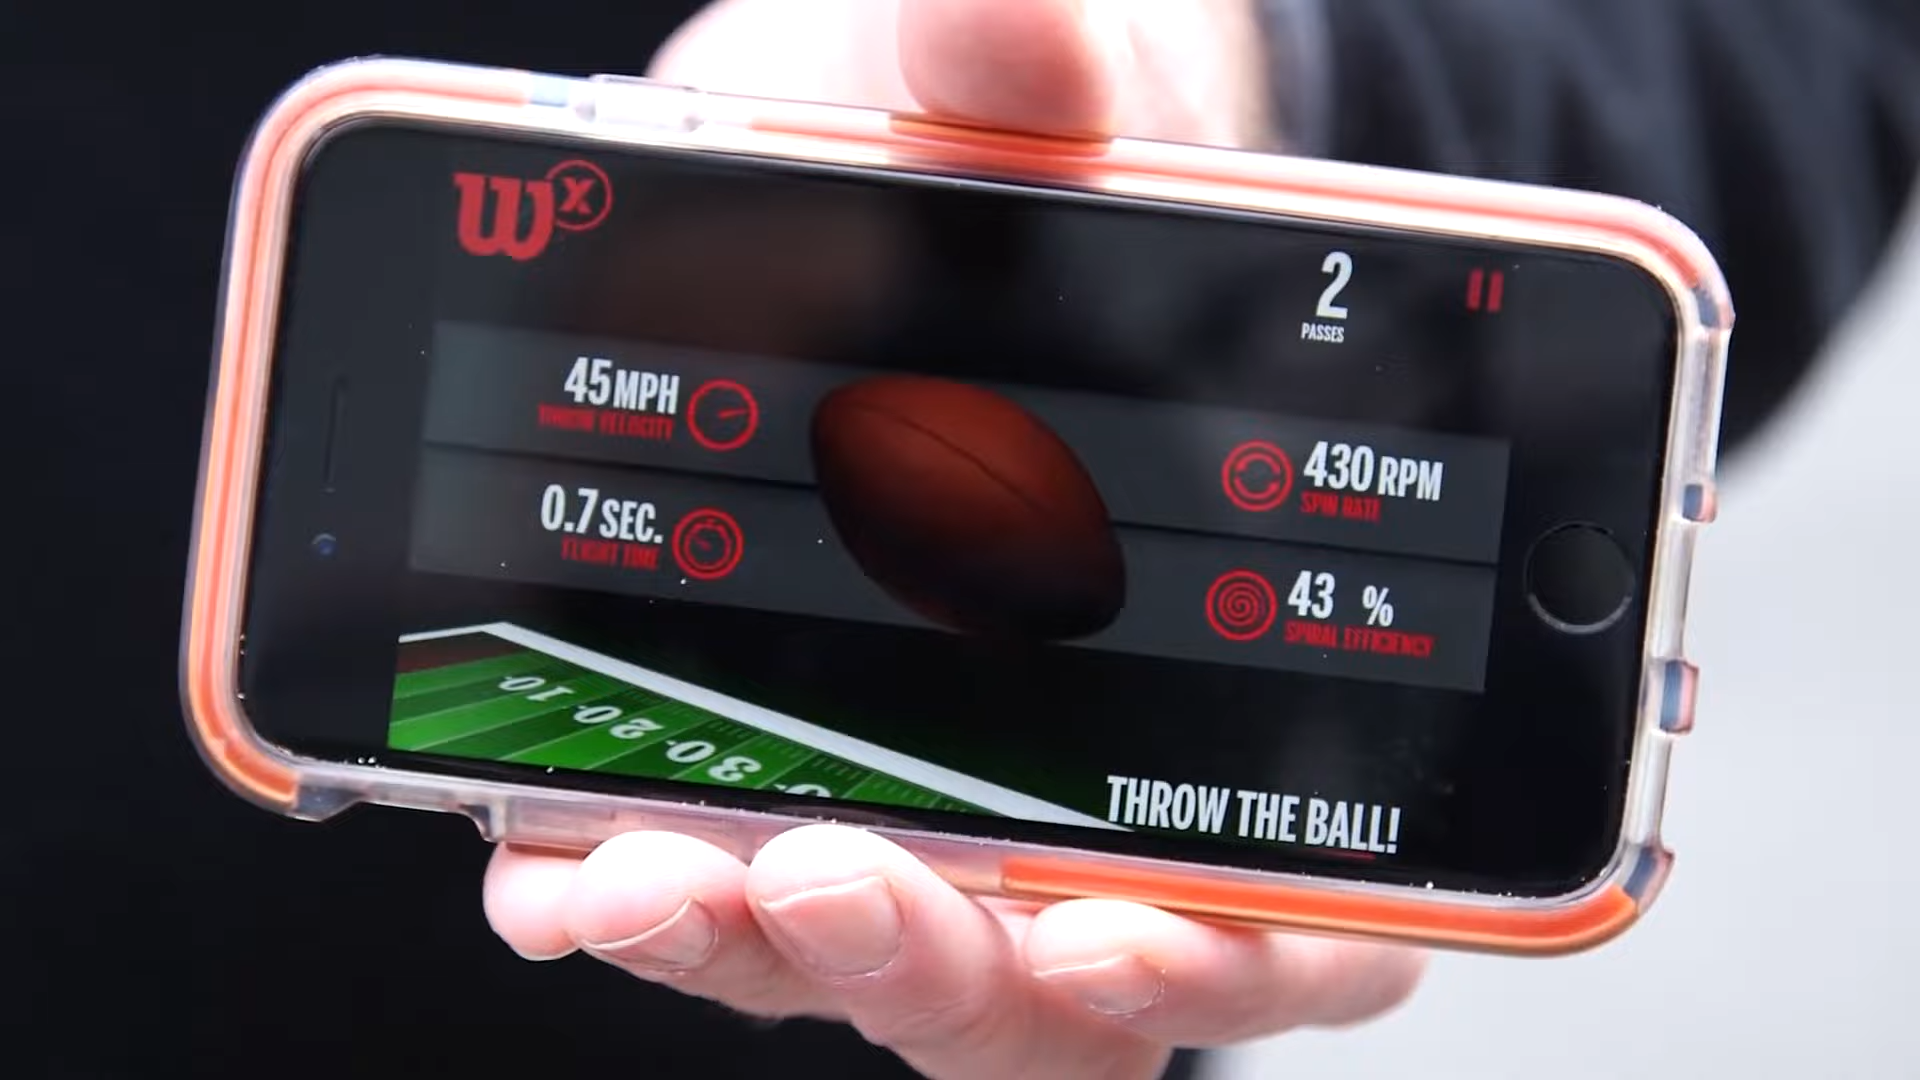 W X
2
PASSES
45 MPH
THROW VELOCITY
430 RPM
SPIN RATE
0.7 SEC.
FLIGHT TIME
43 %
SPIRAL EFFICIENCY
10
20
30
THROW THE BALL!